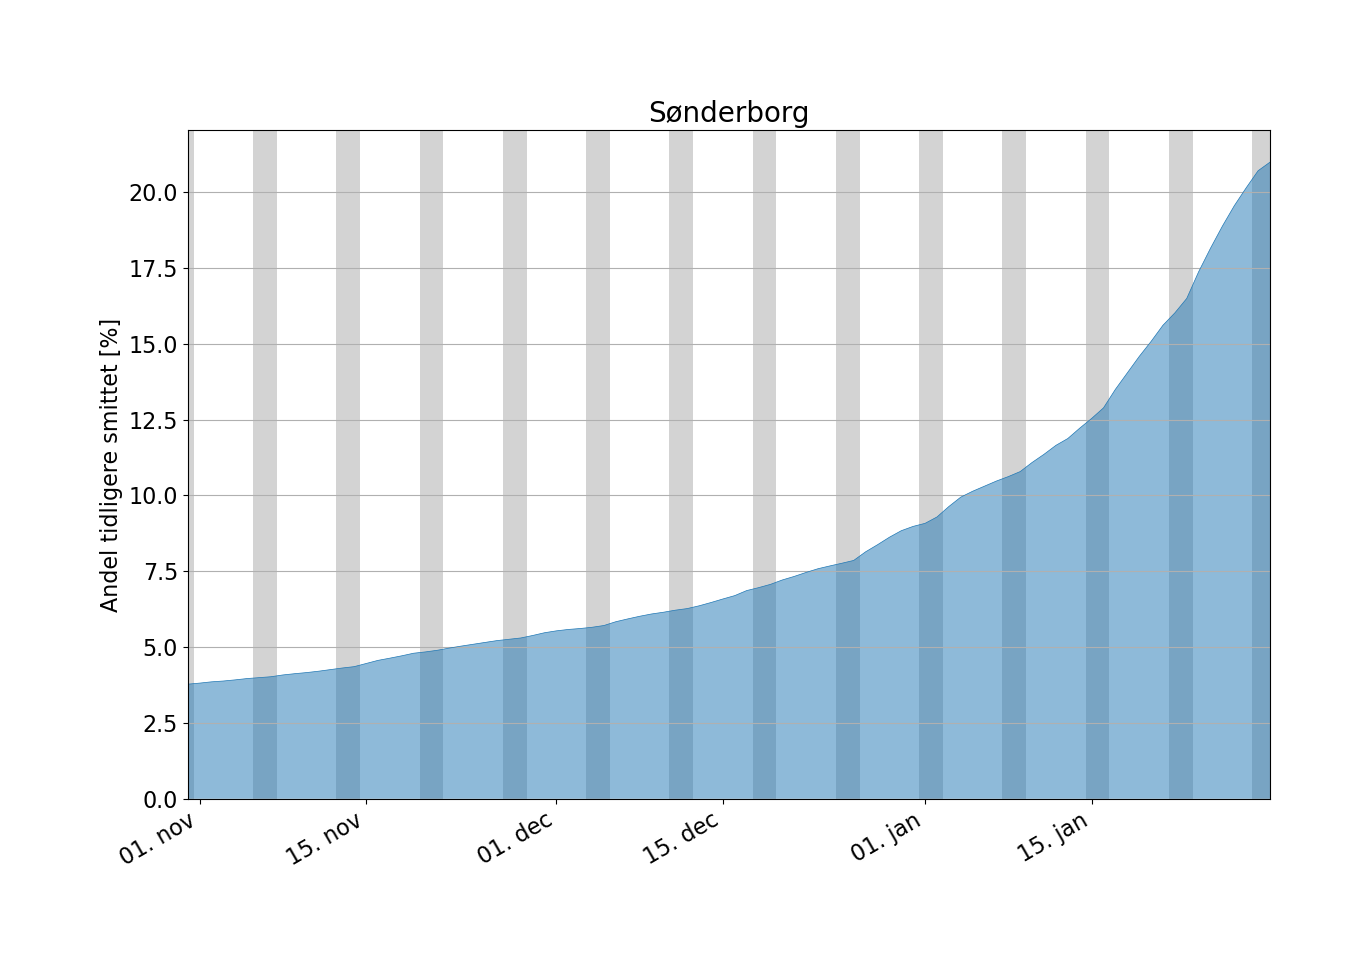 Sønderborg
Andel tidligere smittet [%]
20.0
17.5
15.0
12.5
10.0
7.5
5.0
2.5
0.0
01. nov
15. nov
01. dec
15. dec
01. jan
15. jan